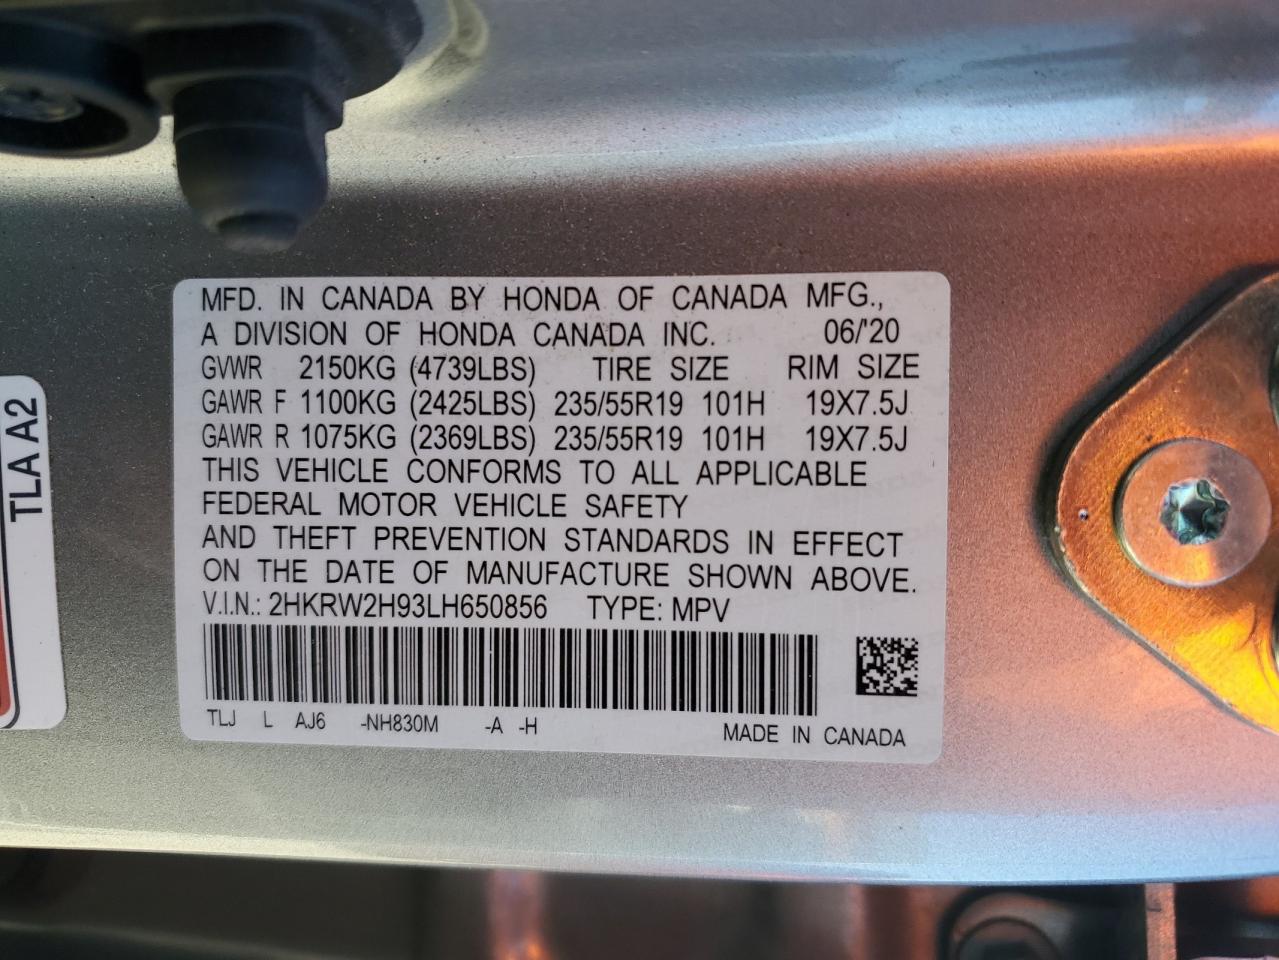 MFD. IN CANADA BY HONDA OF CANADA MFG.,
A DIVISION OF HONDA CANADA INC. 06/'20
GVWR 2150KG (4739LBS) TIRE SIZE RIM SIZE
GAWR F 1100KG (2425LBS) 235/55R19 101H 19X7.5J
GAWR R 1075KG (2369LBS) 235/55R19 101H 19X7.5J
THIS VEHICLE CONFORMS TO ALL APPLICABLE
FEDERAL MOTOR VEHICLE SAFETY
AND THEFT PREVENTION STANDARDS IN EFFECT
ON THE DATE OF MANUFACTURE SHOWN ABOVE.
V.I.N.: 2HKRW2H93LH650856 TYPE: MPV
TLJ L AJ6 -NH830M -A -H MADE IN CANADA
TLA A2